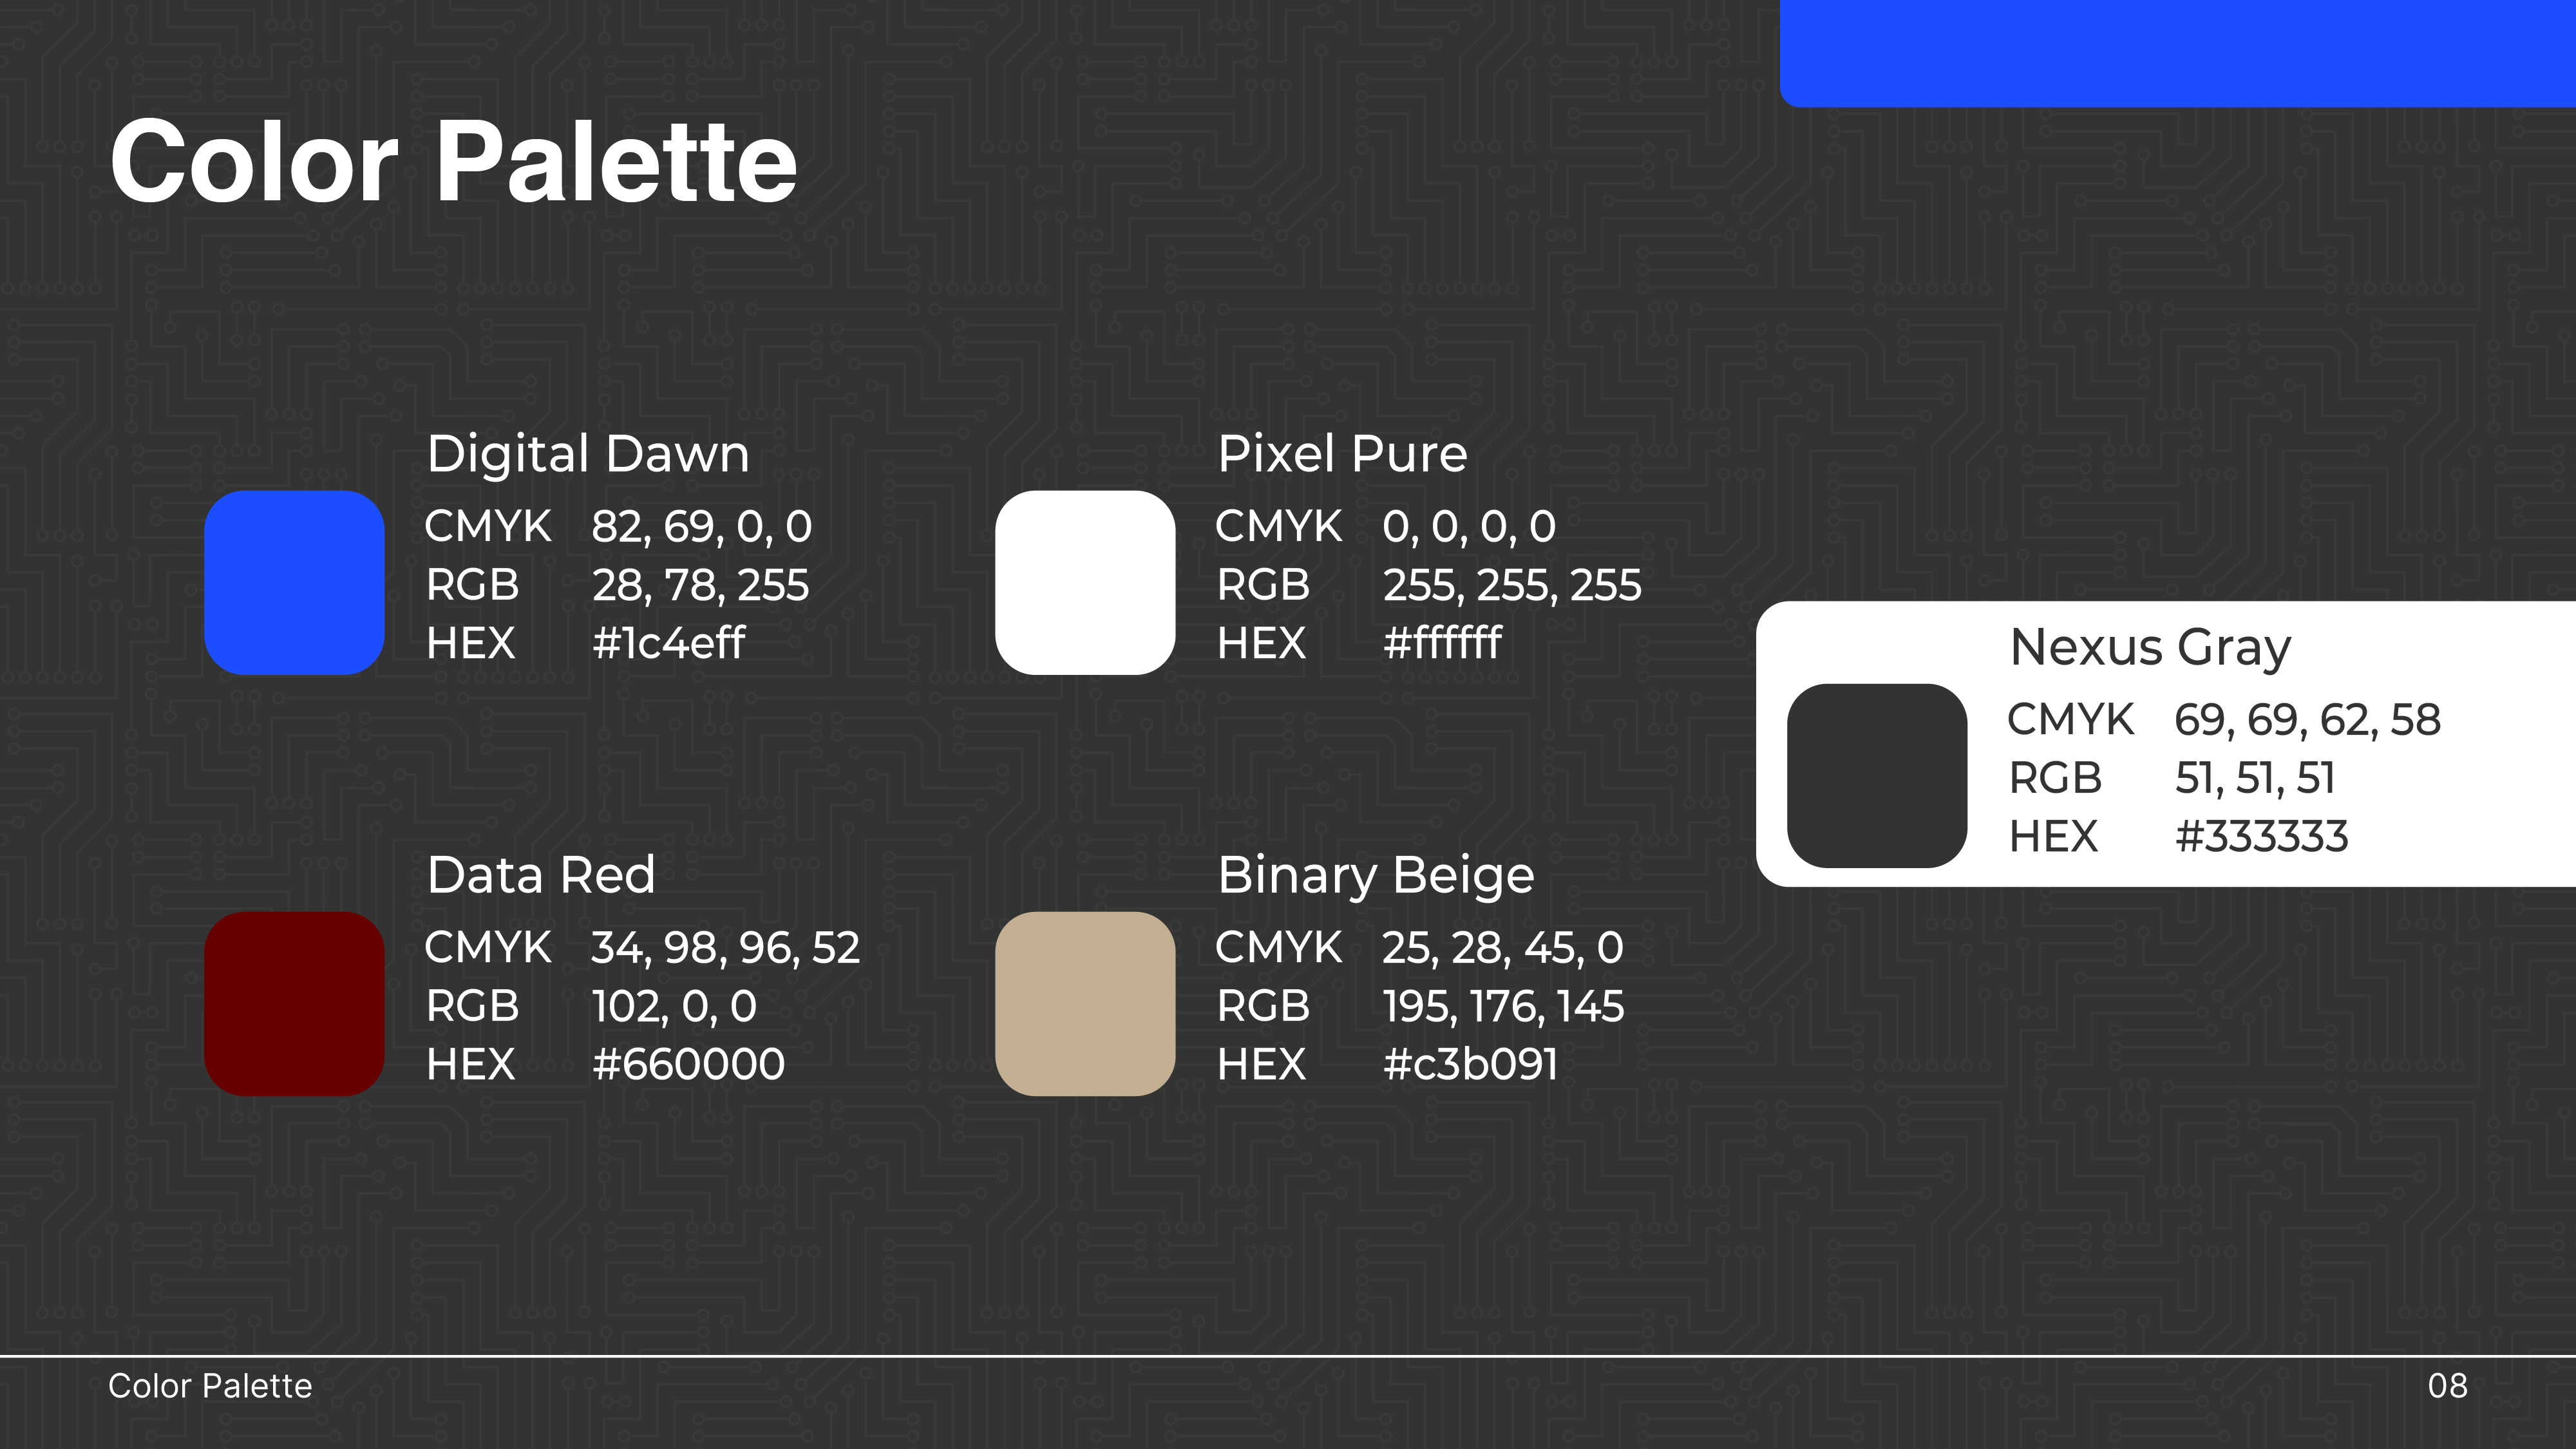 Color Palette
Digital Dawn
CMYK 82, 69, 0, 0
RGB 28, 78, 255
HEX #1c4eff
Pixel Pure
CMYK 0, 0, 0, 0
RGB 255, 255, 255
HEX #ffffff
Nexus Gray
CMYK 69, 69, 62, 58
RGB 51, 51, 51
HEX #333333
Data Red
CMYK 34, 98, 96, 52
RGB 102, 0, 0
HEX #660000
Binary Beige
CMYK 25, 28, 45, 0
RGB 195, 176, 145
HEX #c3b091
Color Palette
08